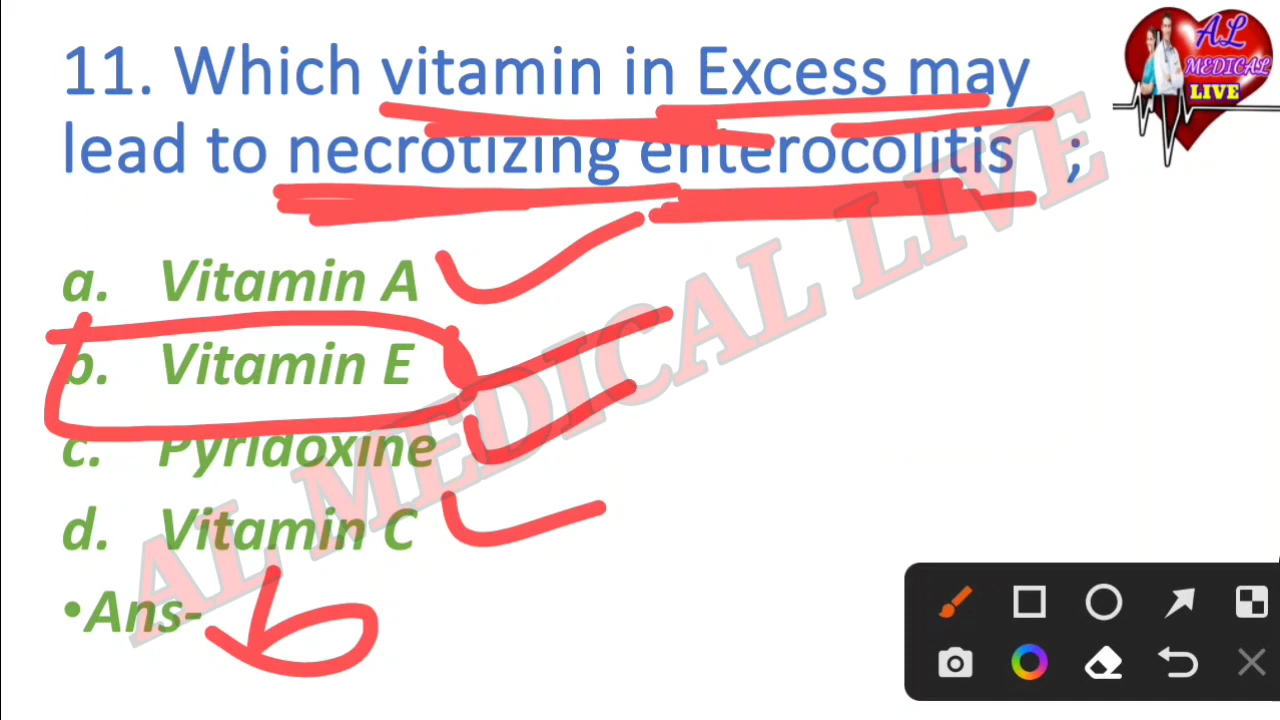 11. Which vitamin in Excess may
lead to necrotizing enterocolitis ;
a. Vitamin A
b. Vitamin E
c. Pyridoxine
d. Vitamin C
•Ans- b
AL MEDICAL LIVE
AL
MEDICAL
LIVE